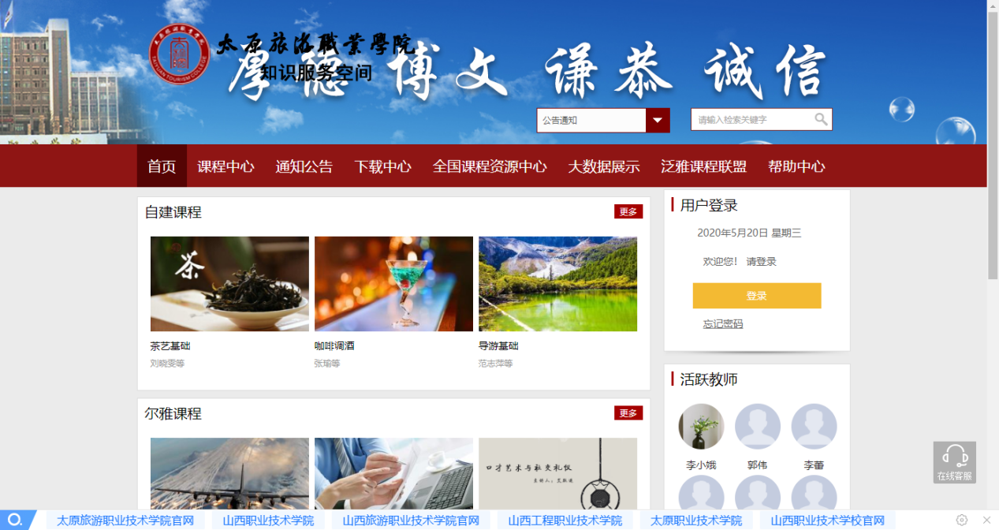 太原旅游職業學院
知识服务空间
TAIYUAN TOURISM COLLEGE
厚德 博文 谦恭 诚信
公告通知
请输入检索关键字
首页 课程中心 通知公告 下载中心 全国课程资源中心 大数据展示 泛雅课程联盟 帮助中心
自建课程
更多
茶
茶艺基础
刘晓雯等
咖啡调酒
张瑜等
导游基础
范志萍等
尔雅课程
更多
口才艺术与社交礼仪
用户登录
2020年5月20日 星期三
欢迎您! 请登录
登录
忘记密码
活跃教师
李小娥 郭伟 李蕾
在线客服
太原旅游职业技术学院官网 山西职业技术学院 山西旅游职业技术学院官网 山西工程职业技术学院 太原职业技术学院 山西职业技术学校官网